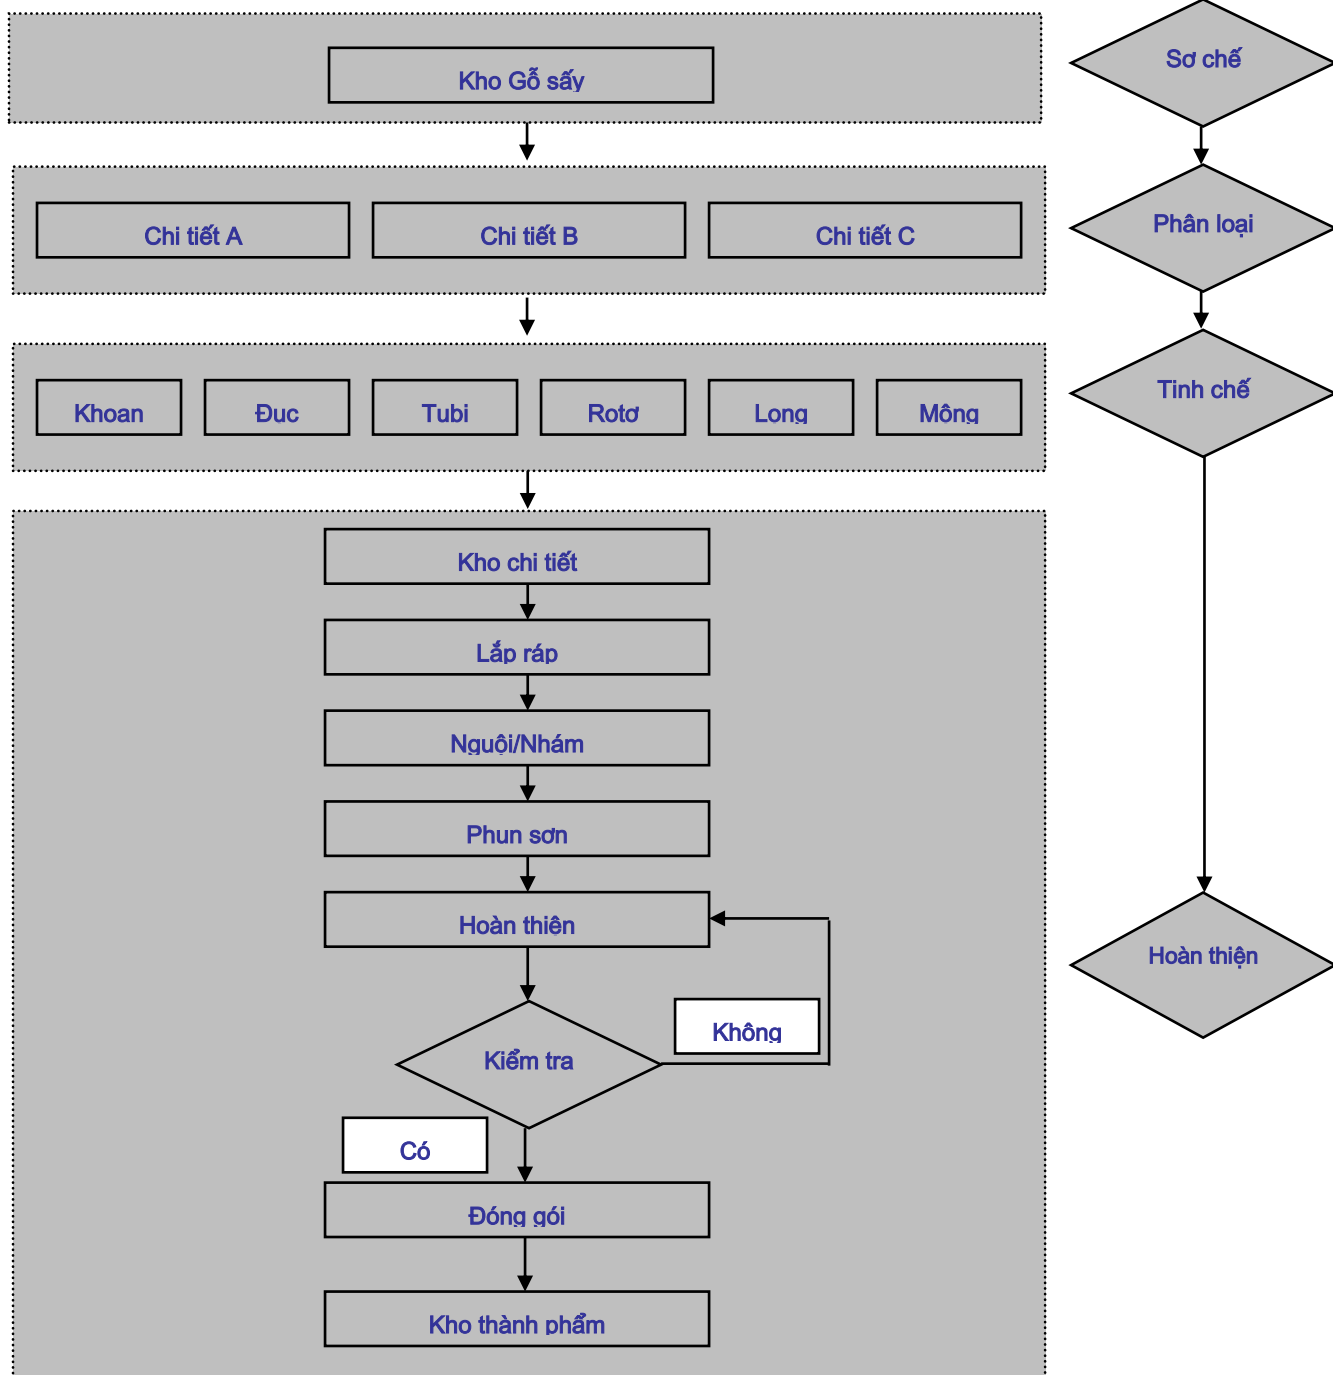 Kho Gỗ sấy
Sơ chế
Chi tiết A
Chi tiết B
Chi tiết C
Phân loại
Khoan
Đuc
Tubi
Rotơ
Long
Mông
Tinh chế
Kho chi tiết
Lắp ráp
Nguội/Nhám
Phun sơn
Hoàn thiên
Hoàn thiện
Không
Kiểm tra
Có
Đóng gói
Kho thành phẩm